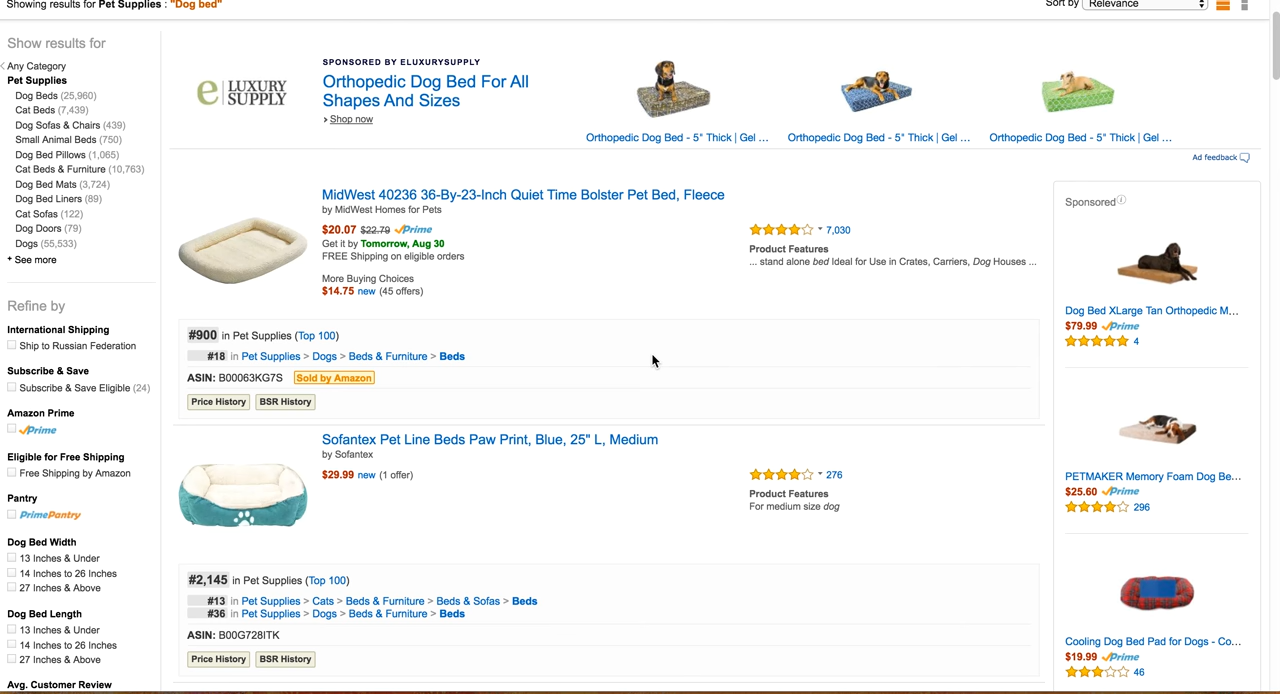 Showing results for Pet Supplies : "Dog bed"
Sort by Relevance
Show results for
Any Category
Pet Supplies
Dog Beds (25,960)
Cat Beds (7,439)
Dog Sofas & Chairs (439)
Small Animal Beds (750)
Dog Bed Pillows (1,065)
Cat Beds & Furniture (10,763)
Dog Bed Mats (3,724)
Dog Bed Liners (89)
Cat Sofas (122)
Dog Doors (79)
Dogs (55,533)
+ See more
Refine by
International Shipping
Ship to Russian Federation
Subscribe & Save
Subscribe & Save Eligible (24)
Amazon Prime
Prime
Eligible for Free Shipping
Free Shipping by Amazon
Pantry
PrimePantry
Dog Bed Width
13 Inches & Under
14 Inches to 26 Inches
27 Inches & Above
Dog Bed Length
13 Inches & Under
14 Inches to 26 Inches
27 Inches & Above
Avg. Customer Review
e LUXURY SUPPLY
SPONSORED BY ELUXURYSUPPLY
Orthopedic Dog Bed For All
Shapes And Sizes
› Shop now
Orthopedic Dog Bed - 5" Thick | Gel ...
Orthopedic Dog Bed - 5" Thick | Gel ...
Orthopedic Dog Bed - 5" Thick | Gel ...
Ad feedback
MidWest 40236 36-By-23-Inch Quiet Time Bolster Pet Bed, Fleece
by MidWest Homes for Pets
$20.07 $22.79 Prime
Get it by Tomorrow, Aug 30
FREE Shipping on eligible orders
More Buying Choices
$14.75 new (45 offers)
7,030
Product Features
... stand alone bed Ideal for Use in Crates, Carriers, Dog Houses ...
#900 in Pet Supplies (Top 100)
#18 in Pet Supplies > Dogs > Beds & Furniture > Beds
ASIN: B00063KG7S Sold by Amazon
Price History BSR History
Sofantex Pet Line Beds Paw Print, Blue, 25" L, Medium
by Sofantex
$29.99 new (1 offer)
276
Product Features
For medium size dog
#2,145 in Pet Supplies (Top 100)
#13 in Pet Supplies > Cats > Beds & Furniture > Beds & Sofas > Beds
#36 in Pet Supplies > Dogs > Beds & Furniture > Beds
ASIN: B00G728ITK
Price History BSR History
Sponsored
Dog Bed XLarge Tan Orthopedic M...
$79.99 Prime
4
PETMAKER Memory Foam Dog Be...
$25.60 Prime
296
Cooling Dog Bed Pad for Dogs - Co...
$19.99 Prime
46